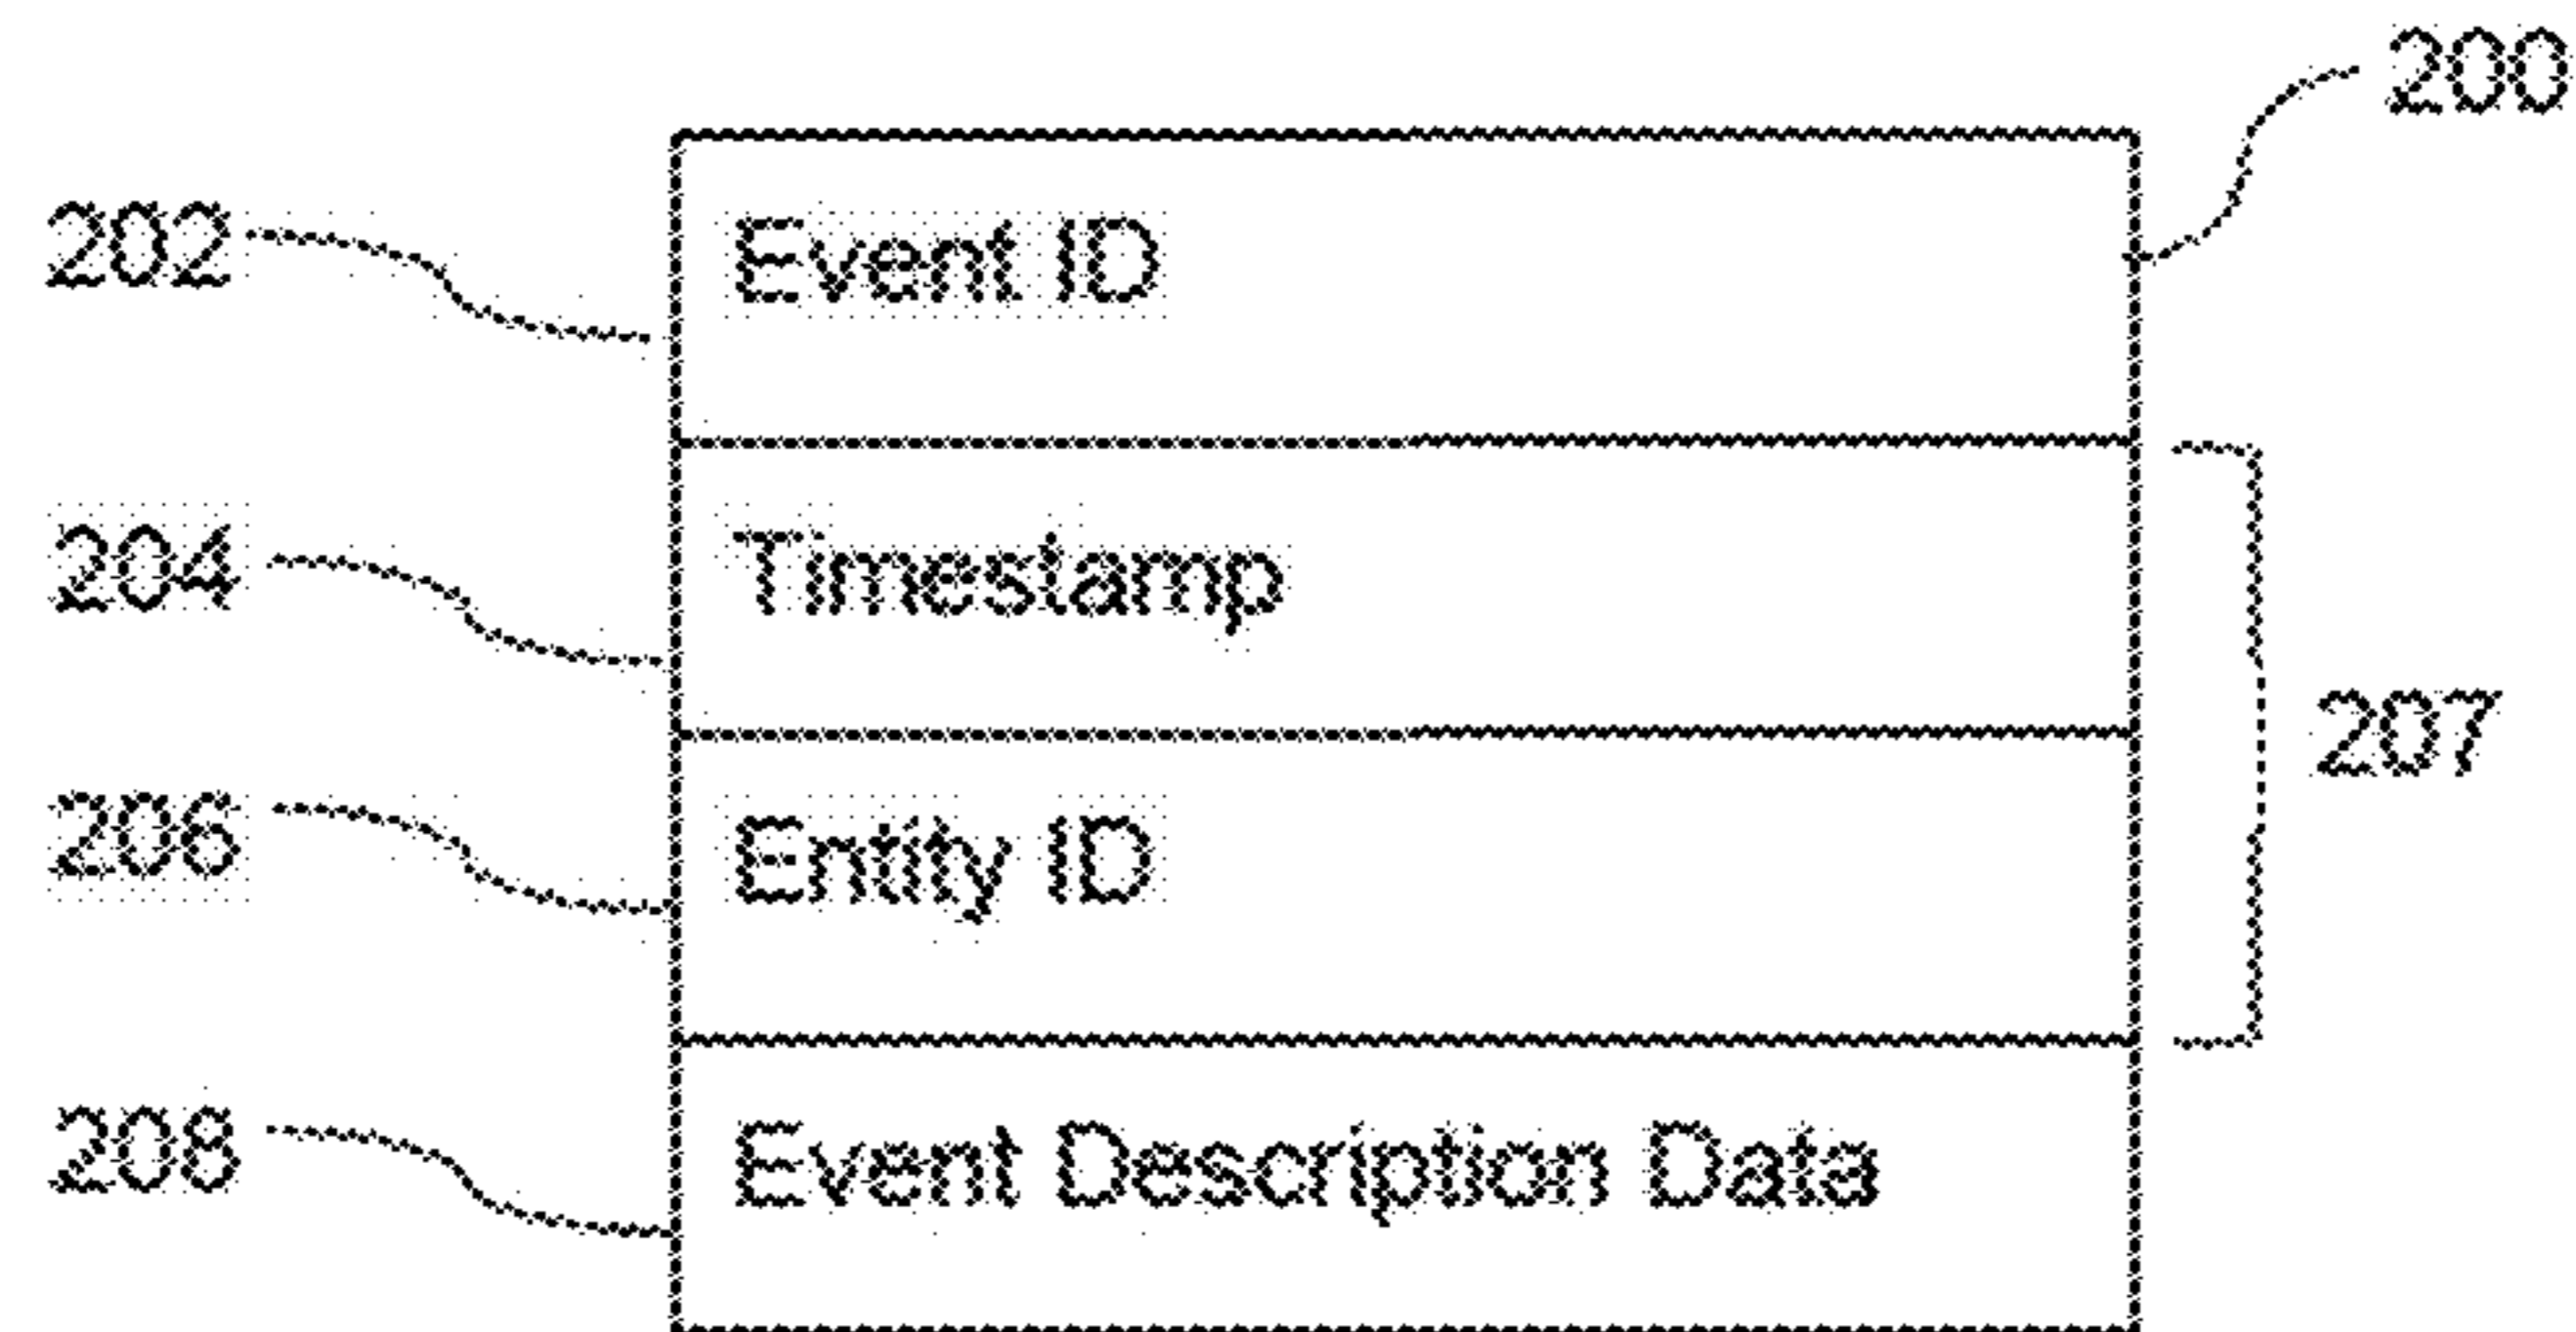 200
202 Event ID
204 Timestamp
207
206 Entity ID
208 Event Description Data